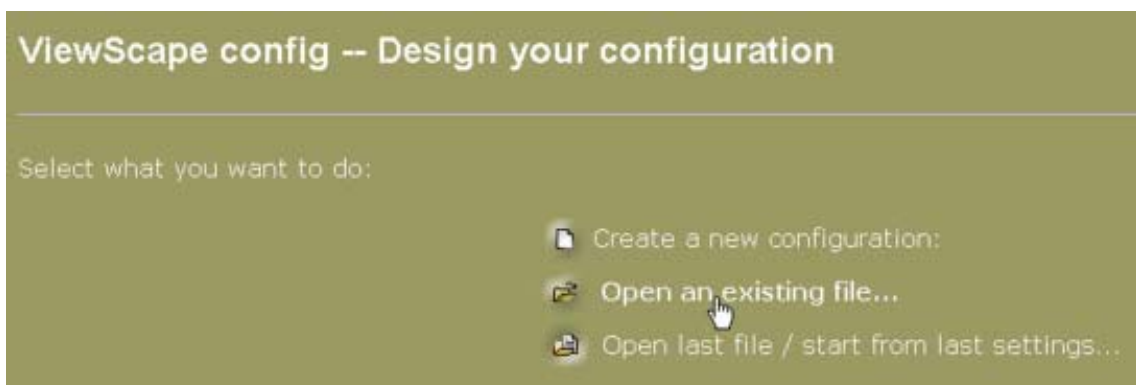 ViewScape config -- Design your configuration
Select what you want to do:
Create a new configuration:
Open an existing file...
Open last file / start from last settings...